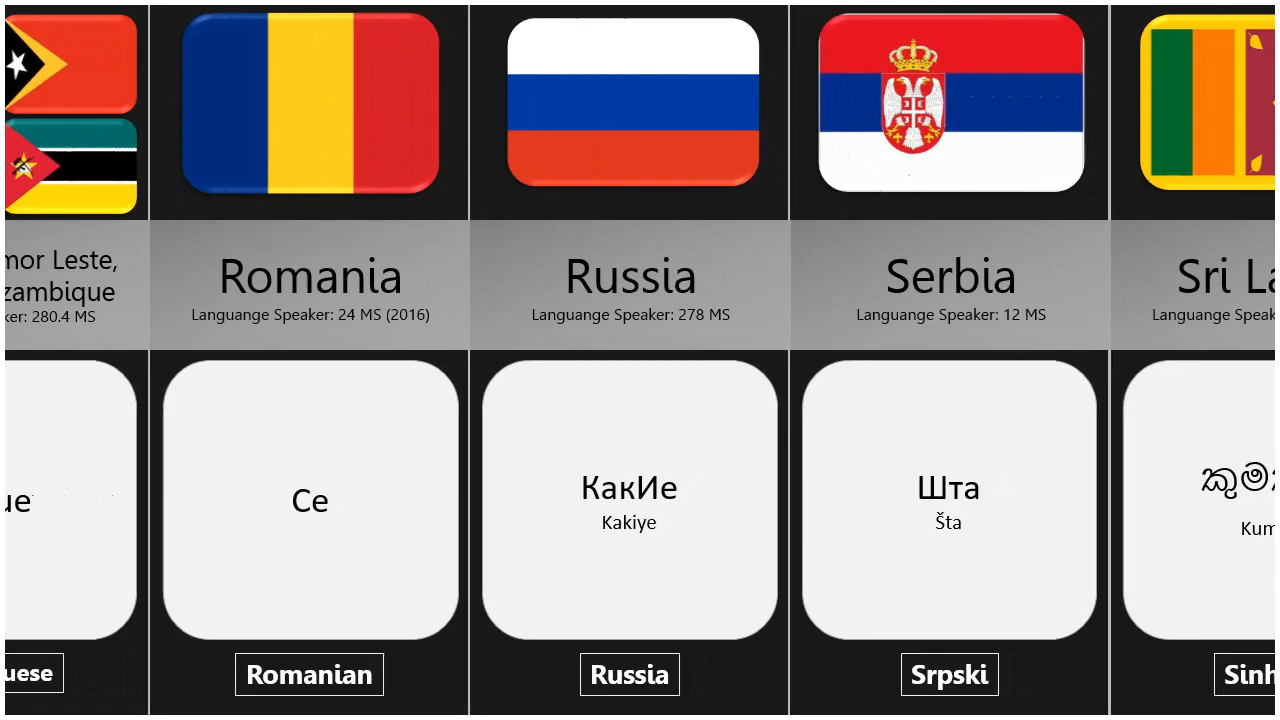 mor Leste,
zambique
ker: 280.4 MS
ue
uese
Romania
Languange Speaker: 24 MS (2016)
Ce
Romanian
Russia
Languange Speaker: 278 MS
КакИе
Kakiye
Russia
Serbia
Languange Speaker: 12 MS
Шта
Šta
Srpski
Sri La
Languange Speak
කුම
Kum
Sinh